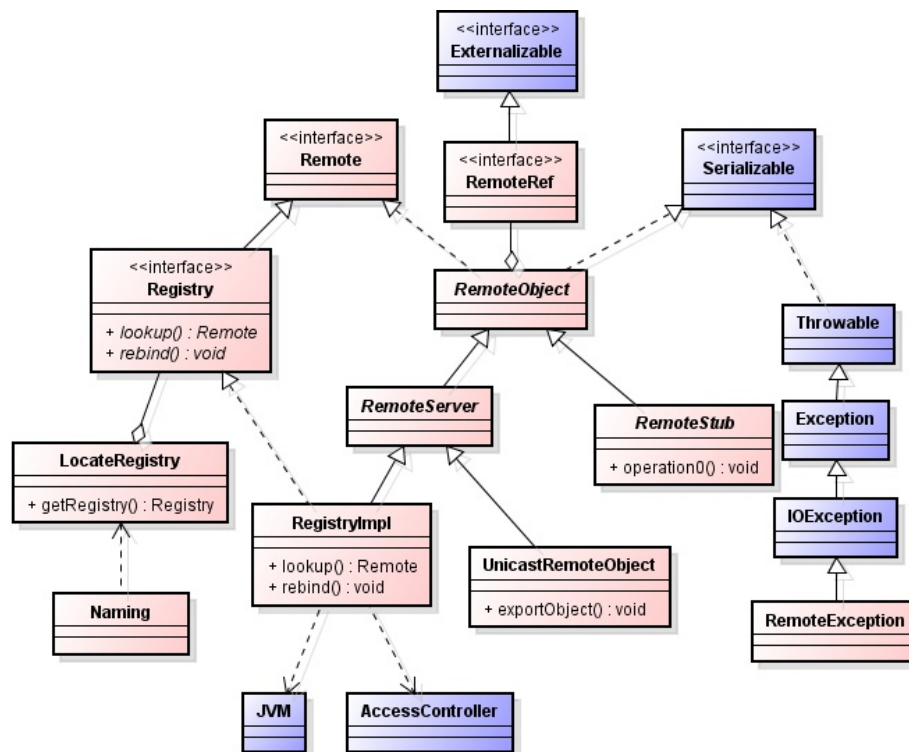 <<interface>>
Externalizable
<<interface>>
Remote
<<interface>>
RemoteRef
<<interface>>
Serializable
<<interface>>
Registry
+ lookup() : Remote
+ rebind() : void
RemoteObject
Throwable
RemoteServer
RemoteStub
+ operation0() : void
Exception
LocateRegistry
+ getRegistry() : Registry
RegistryImpl
+ lookup() : Remote
+ rebind() : void
IOException
UnicastRemoteObject
+ exportObject() : void
Naming
RemoteException
JVM
AccessController